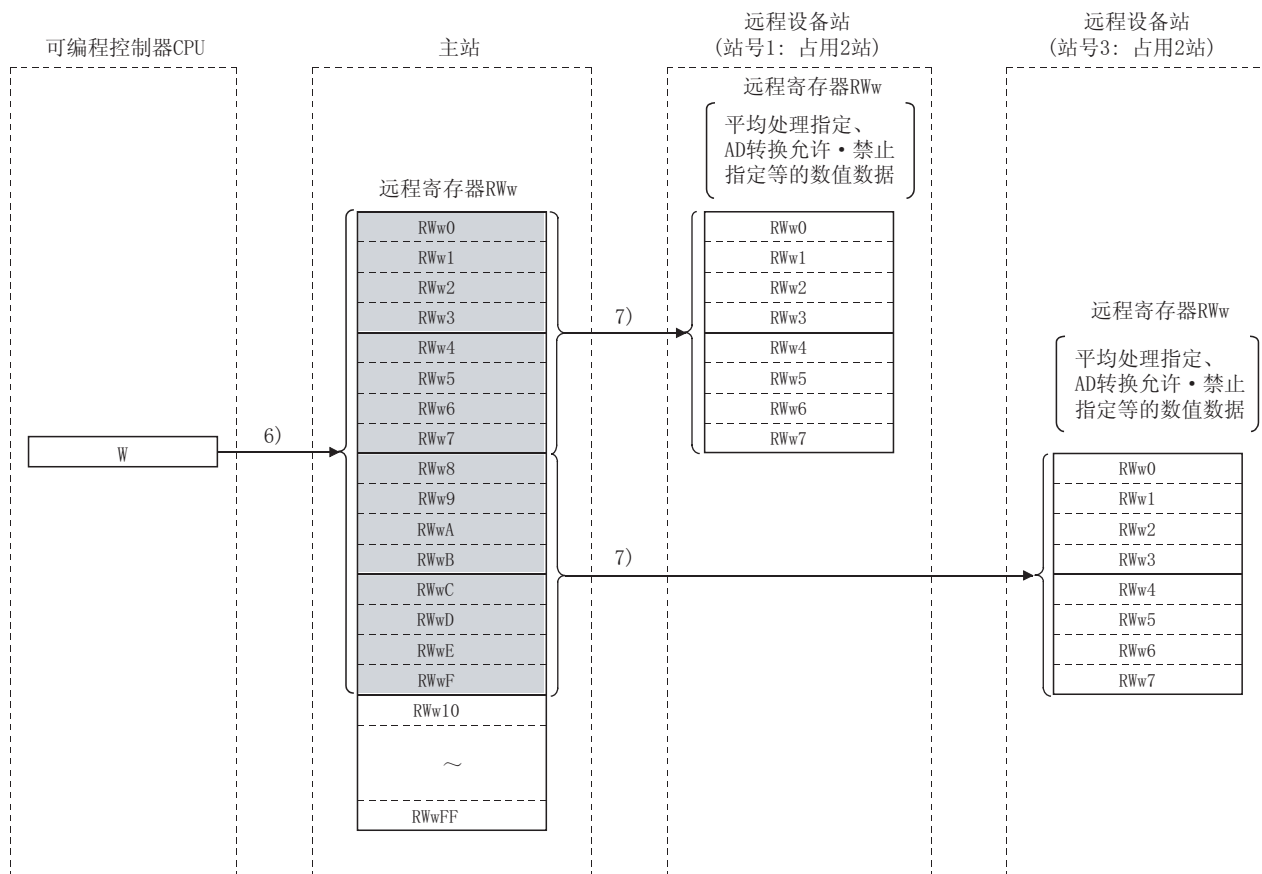 可编程控制器CPU
主站
远程设备站
(站号1: 占用2站)
远程设备站
(站号3: 占用2站)
远程寄存器RWw
平均处理指定、
AD转换允许·禁止
指定等的数值数据
远程寄存器RWw
RWw0
RWw1
RWw2
RWw3
RWw4
RWw5
RWw6
RWw7
RWw8
RWw9
RWwA
RWwB
RWwC
RWwD
RWwE
RWwF
RWw10
～
RWwFF
W
6)
7)
7)
RWw0
RWw1
RWw2
RWw3
RWw4
RWw5
RWw6
RWw7
远程寄存器RWw
平均处理指定、
AD转换允许·禁止
指定等的数值数据
RWw0
RWw1
RWw2
RWw3
RWw4
RWw5
RWw6
RWw7